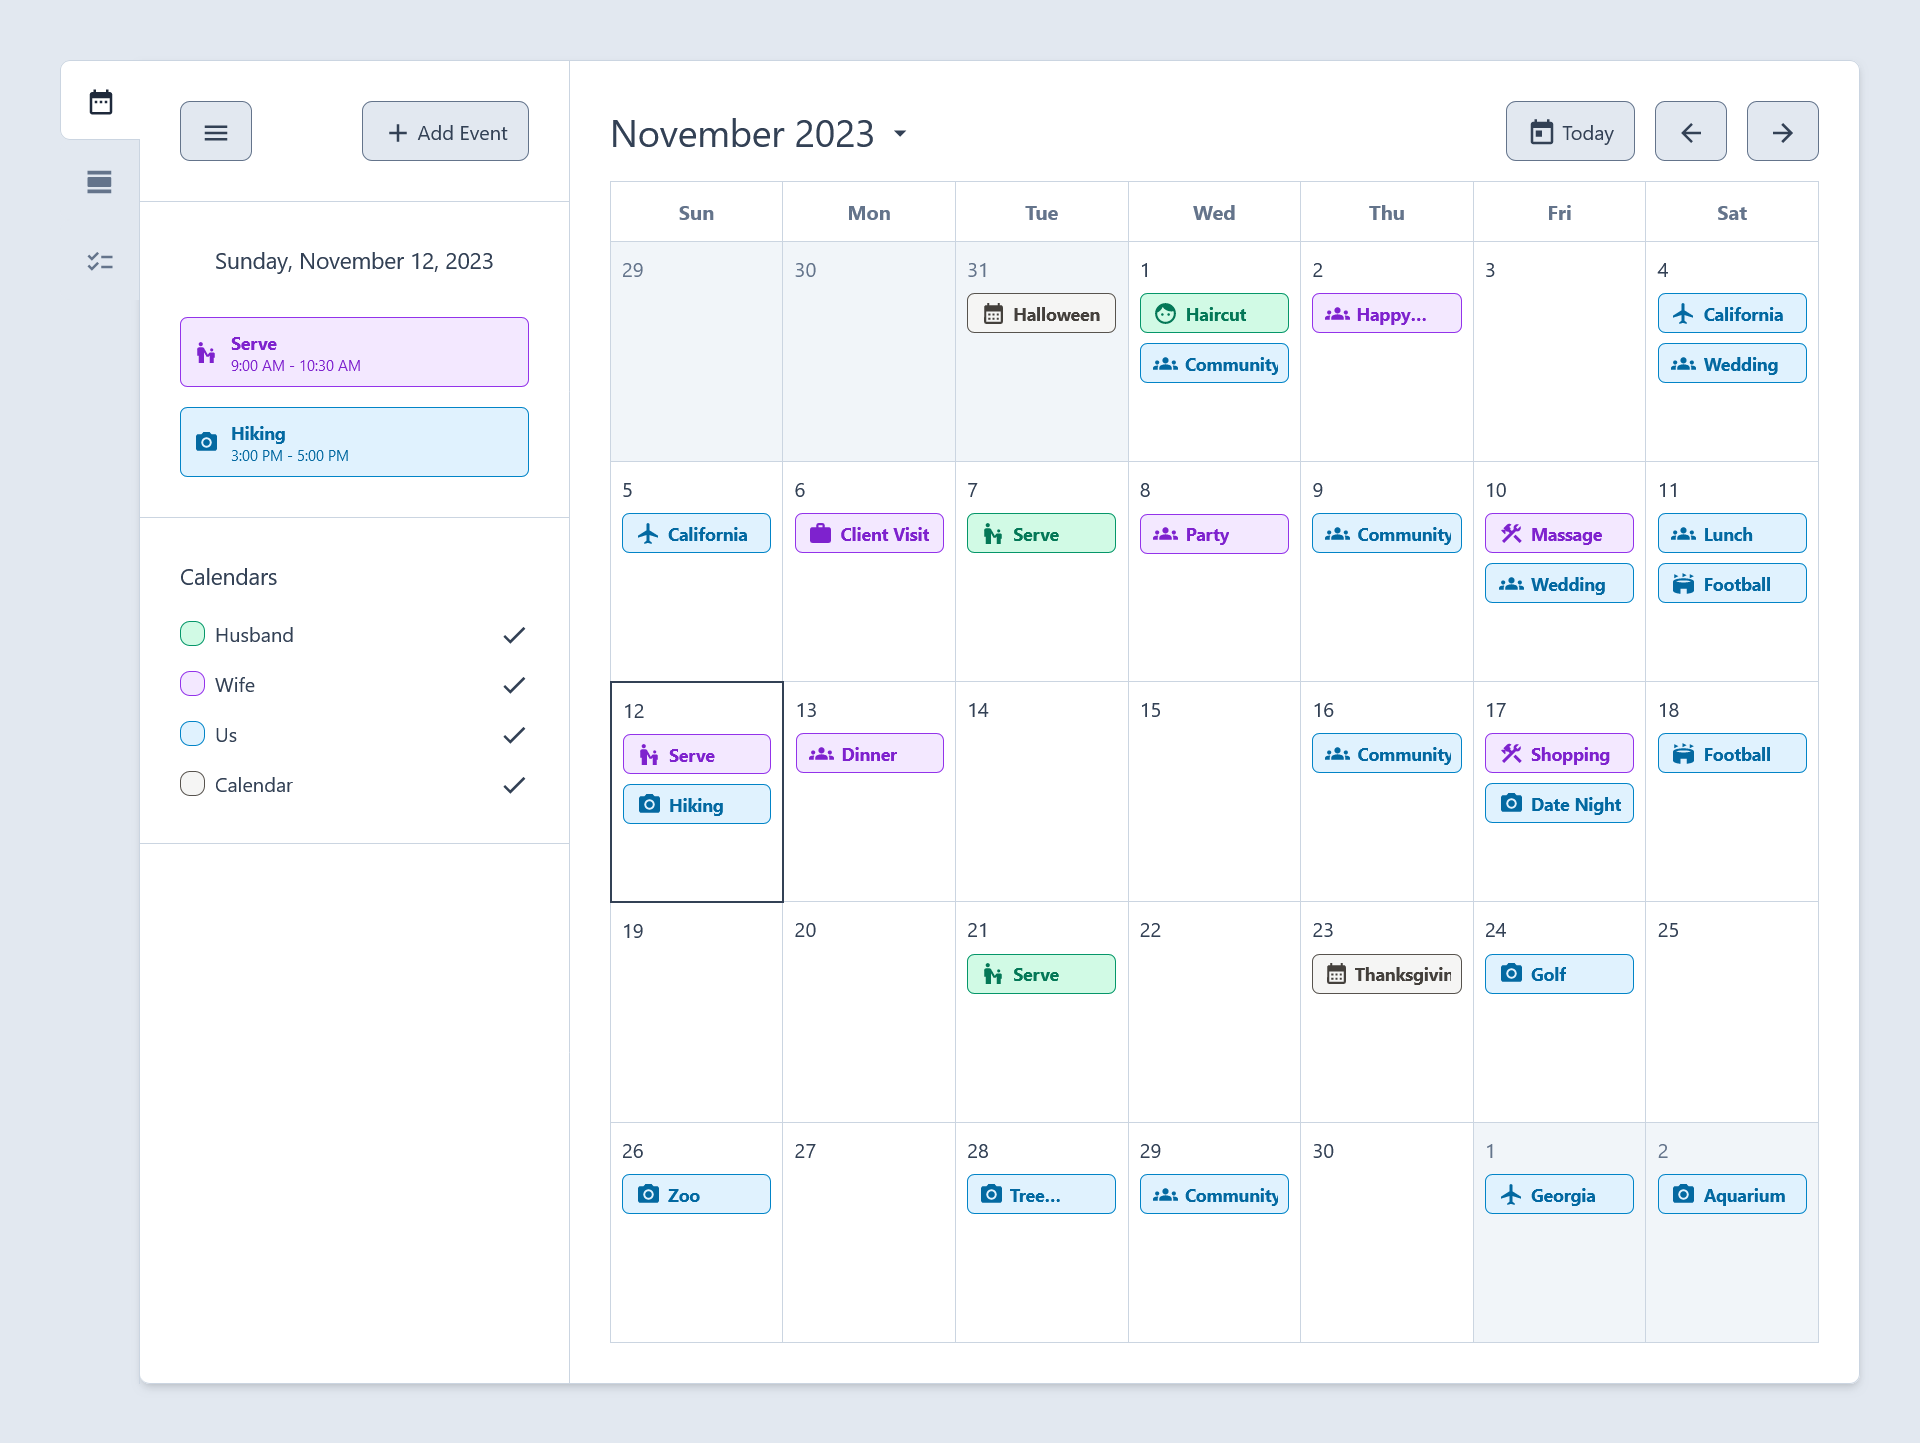 Add Event
Sunday, November 12, 2023
Serve
9:00 AM - 10:30 AM
Hiking
3:00 PM - 5:00 PM
Calendars
Husband
Wife
Us
Calendar
November 2023
Today
Sun Mon Tue Wed Thu Fri Sat
29 30 31 1 2 3 4
Halloween Haircut Happy... California
Community Wedding
5 6 7 8 9 10 11
California Client Visit Serve Party Community Massage Lunch
Wedding Football
12 13 14 15 16 17 18
Serve Dinner Community Shopping Football
Hiking Date Night
19 20 21 22 23 24 25
Serve Thanksgivin Golf
26 27 28 29 30 1 2
Zoo Tree... Community Georgia Aquarium